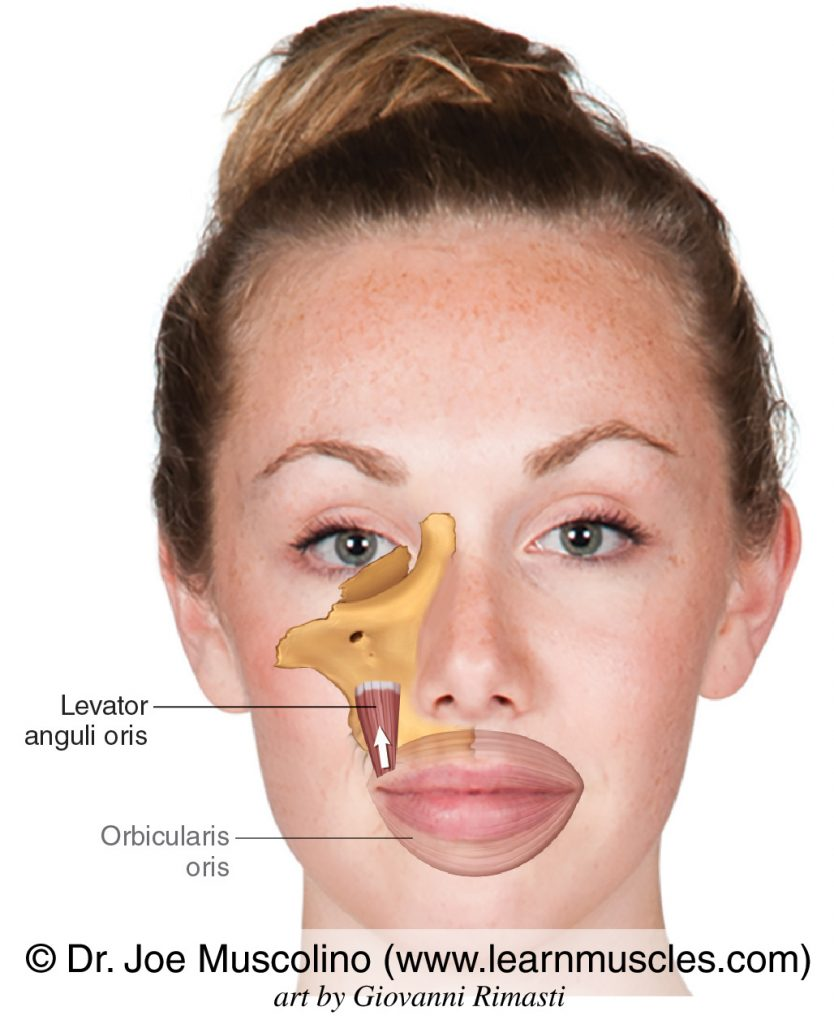 Levator
anguli oris
Orbicularis
oris
© Dr. Joe Muscolino (www.learnmuscles.com)
art by Giovanni Rimasti